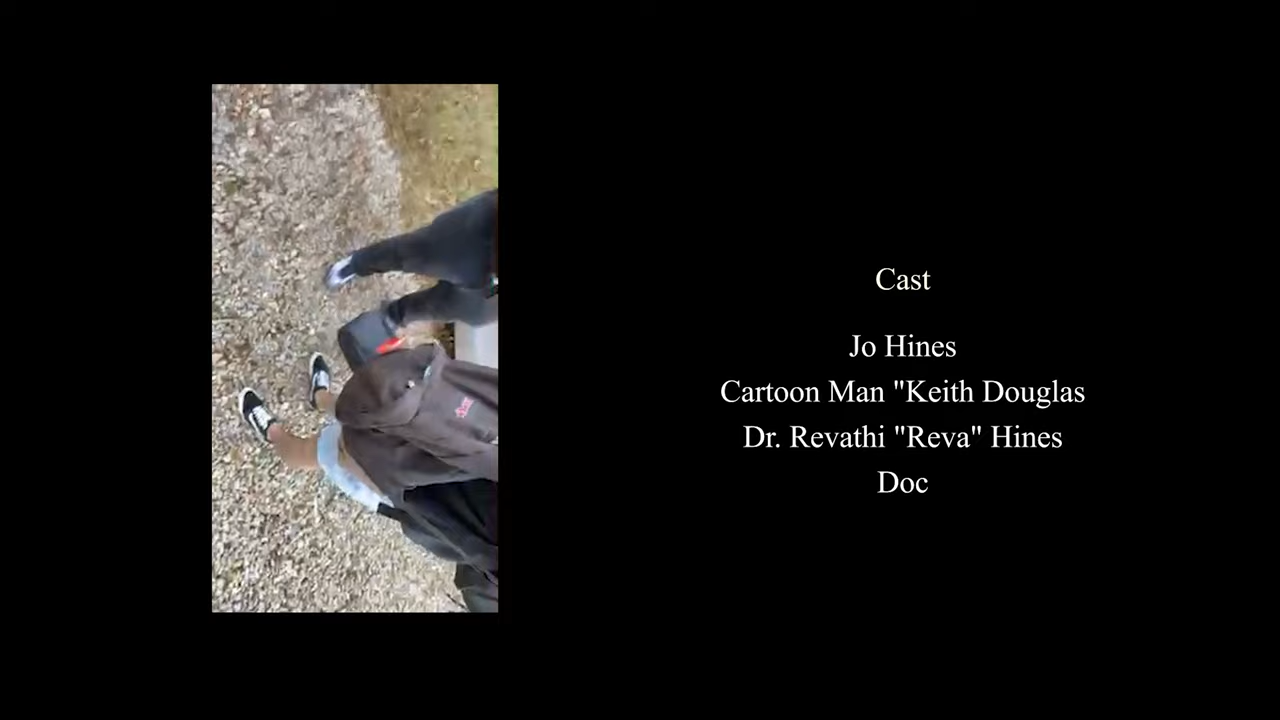 Cast
Jo Hines
Cartoon Man "Keith Douglas
Dr. Revathi "Reva" Hines
Doc